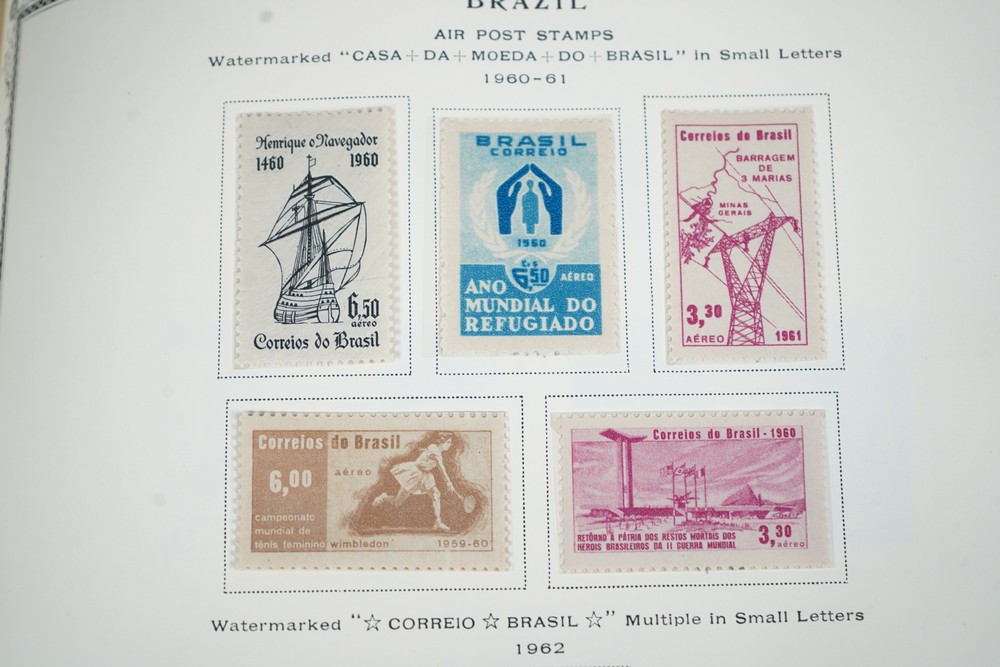 BRAZIL
AIR POST STAMPS
Watermarked "CASA+DA+MOEDA+DO+BRASIL" in Small Letters
1960-61
Henrique o Navegador
1460 1960
6,50
aéreo
Correios do Brasil
BRASIL
CORREIO
1960
Cr$
6,50 AÉREO
ANO
MUNDIAL DO
REFUGIADO
Correios do Brasil
BARRAGEM
DE
3 MARIAS
MINAS
GERAIS
3,30
AÉREO 1961
Correios do Brasil
aéreo
6,00
campeonato
mundial de
tênis feminino wimbledon
1959-60
Correios do Brasil - 1960
RETÔRNO À PÁTRIA DOS RESTOS MORTAIS DOS
HERÓIS BRASILEIROS DA II GUERRA MUNDIAL
3,30
aéreo
Watermarked "☆ CORREIO ☆ BRASIL ☆" Multiple in Small Letters
1962